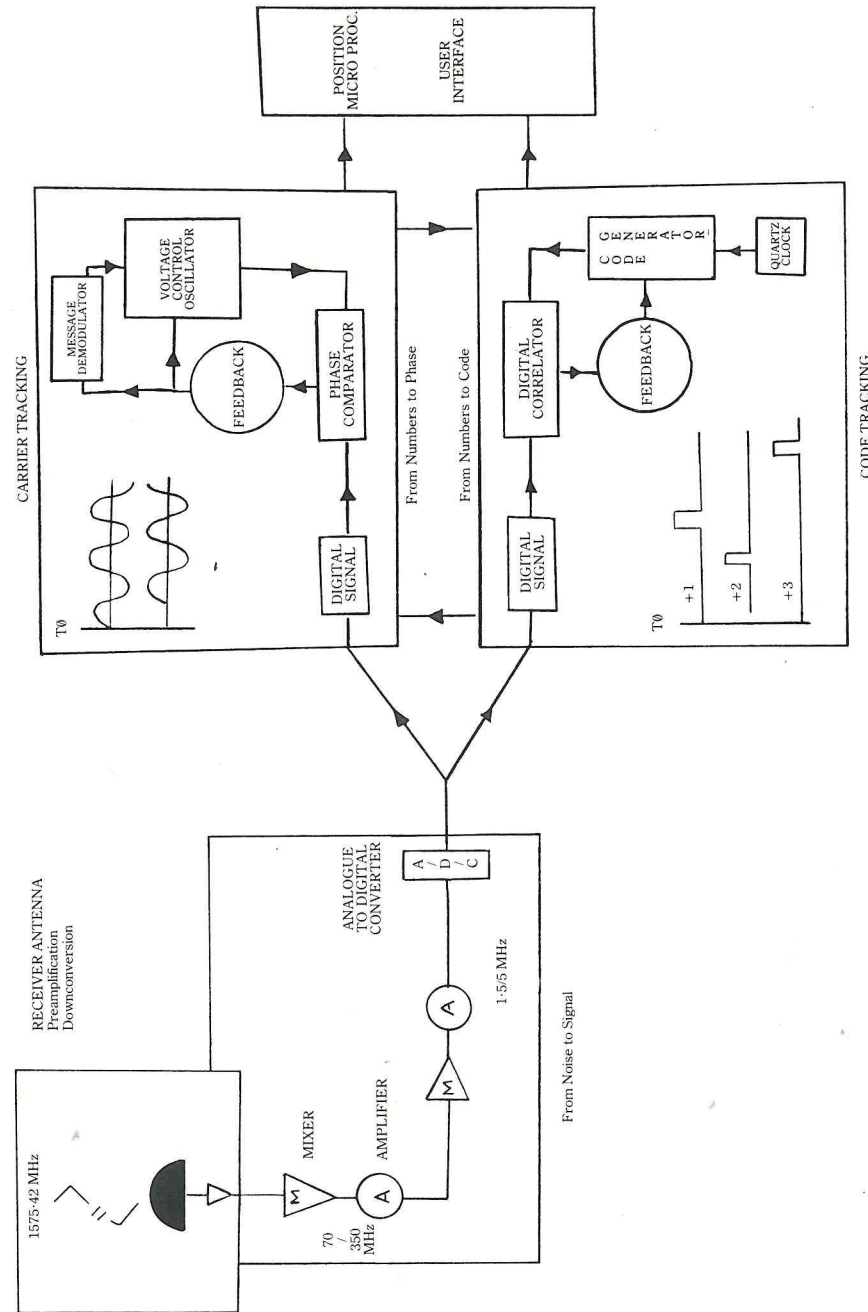 RECEIVER ANTENNA
Preamplification
Downconversion
1575·42 MHz
M
MIXER
70
/
350
MHz
A
AMPLIFIER
M
A
1·5/5 MHz
ANALOGUE
TO DIGITAL
CONVERTER
A
/
D
/
C
From Noise to Signal
CARRIER TRACKING
T0
DIGITAL
SIGNAL
PHASE
COMPARATOR
FEEDBACK
MESSAGE
DEMODULATOR
VOLTAGE
CONTROL
OSCILLATOR
From Numbers to Phase
From Numbers to Code
DIGITAL
SIGNAL
DIGITAL
CORRELATOR
FEEDBACK
CODE
GENERATOR
QUARTZ
CLOCK
T0
+1
+2
+3
CODE TRACKING
POSITION
MICRO PROC.
USER
INTERFACE